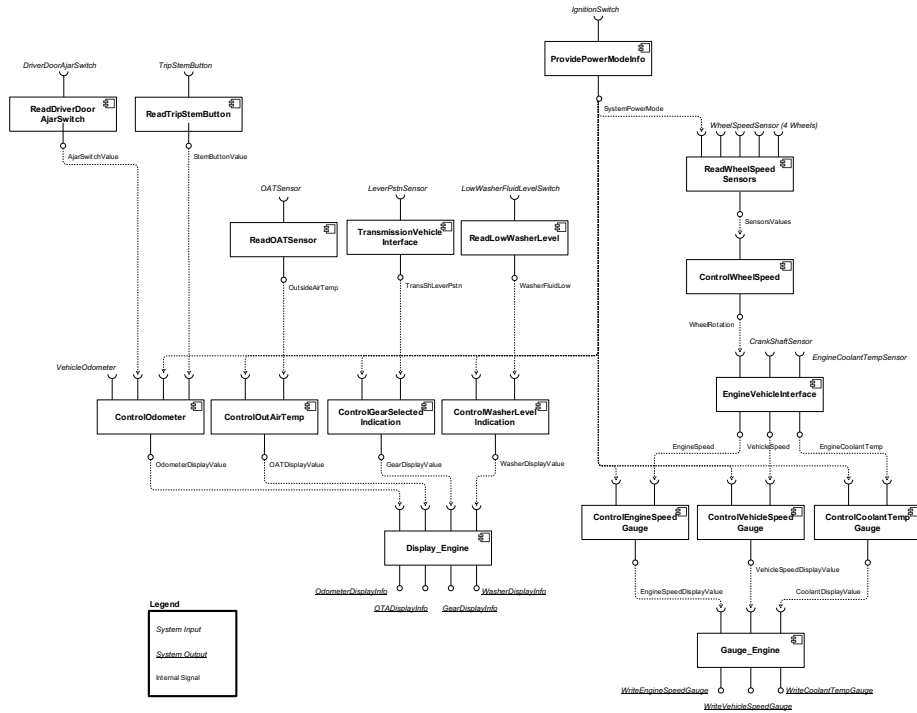 IgnitionSwitch
ProvidePowerModeInfo
SystemPowerMode
DriverDoorAjarSwitch
TripStemButton
ReadDriverDoor
AjarSwitch
ReadTripStemButton
AjarSwitchValue
StemButtonValue
WheelSpeedSensor (4 Wheels)
ReadWheelSpeed
Sensors
SensorsValues
OATSensor
LeverPstnSensor
LowWasherFluidLevelSwitch
ReadOATSensor
TransmissionVehicle
Interface
ReadLowWasherLevel
OutsideAirTemp
TransShLeverPstn
WasherFluidLow
ControlWheelSpeed
WheelRotation
CrankShaftSensor
EngineCoolantTempSensor
VehicleOdometer
EngineVehicleInterface
ControlOdometer
ControlOutAirTemp
ControlGearSelected
Indication
ControlWasherLevel
Indication
EngineSpeed
VehicleSpeed
EngineCoolantTemp
OdometerDisplayValue
OATDisplayValue
GearDisplayValue
WasherDisplayValue
ControlEngineSpeed
Gauge
ControlVehicleSpeed
Gauge
ControlCoolantTemp
Gauge
Display_Engine
VehicleSpeedDisplayValue
OdometerDisplayInfo
WasherDisplayInfo
OTADisplayInfo
GearDisplayInfo
EngineSpeedDisplayValue
CoolantDisplayValue
Legend
System Input
System Output
Internal Signal
Gauge_Engine
WriteEngineSpeedGauge
WriteCoolantTempGauge
WriteVehicleSpeedGauge